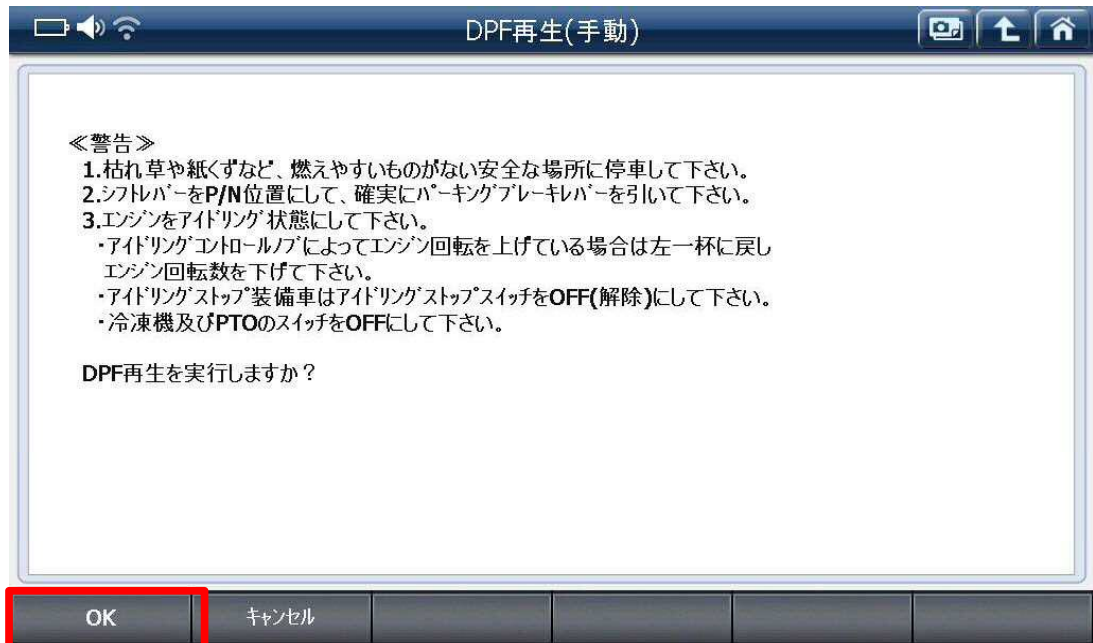 DPF再生(手動)
≪警告≫
1.枯れ草や紙くずなど、燃えやすいものがない安全な場所に停車して下さい。
2.ｼﾌﾄﾚﾊﾞｰをP/N位置にして、確実にﾊﾟｰｷﾝｸﾞﾌﾞﾚｰｷﾚﾊﾞｰを引いて下さい。
3.ｴﾝｼﾞﾝをｱｲﾄﾞﾘﾝｸﾞ状態にして下さい。
・ｱｲﾄﾞﾘﾝｸﾞｺﾝﾄﾛｰﾙﾉﾌﾞによってｴﾝｼﾞﾝ回転を上げている場合は左一杯に戻し
ｴﾝｼﾞﾝ回転数を下げて下さい。
・ｱｲﾄﾞﾘﾝｸﾞｽﾄｯﾌﾟ装備車はｱｲﾄﾞﾘﾝｸﾞｽﾄｯﾌﾟｽｲｯﾁをOFF(解除)にして下さい。
・冷凍機及びPTOのｽｲｯﾁをOFFにして下さい。
DPF再生を実行しますか？
OK ｷｬﾝｾﾙ